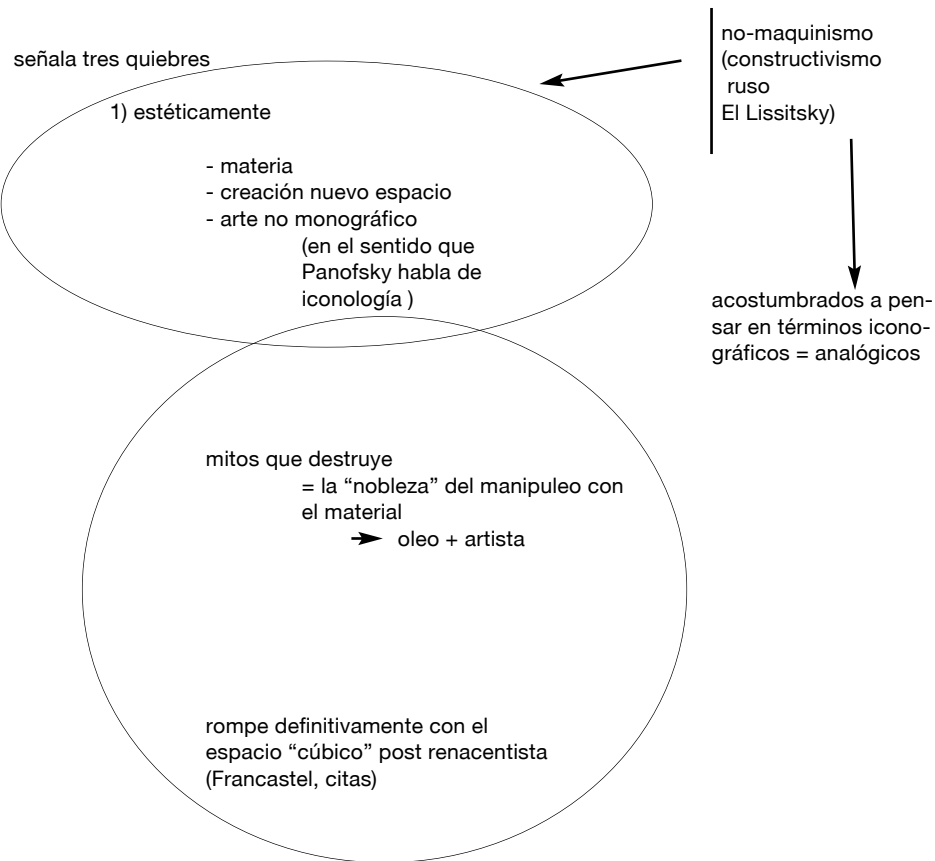 señala tres quiebres
1) estéticamente
- materia
- creación nuevo espacio
- arte no monográfico
(en el sentido que
Panofsky habla de
iconología )
no-maquinismo
(constructivismo
ruso
El Lissitsky)
acostumbrados a pen-
sar en términos icono-
gráficos = analógicos
mitos que destruye
= la “nobleza” del manipuleo con
el material
oleo + artista
rompe definitivamente con el
espacio “cúbico” post renacentista
(Francastel, citas)